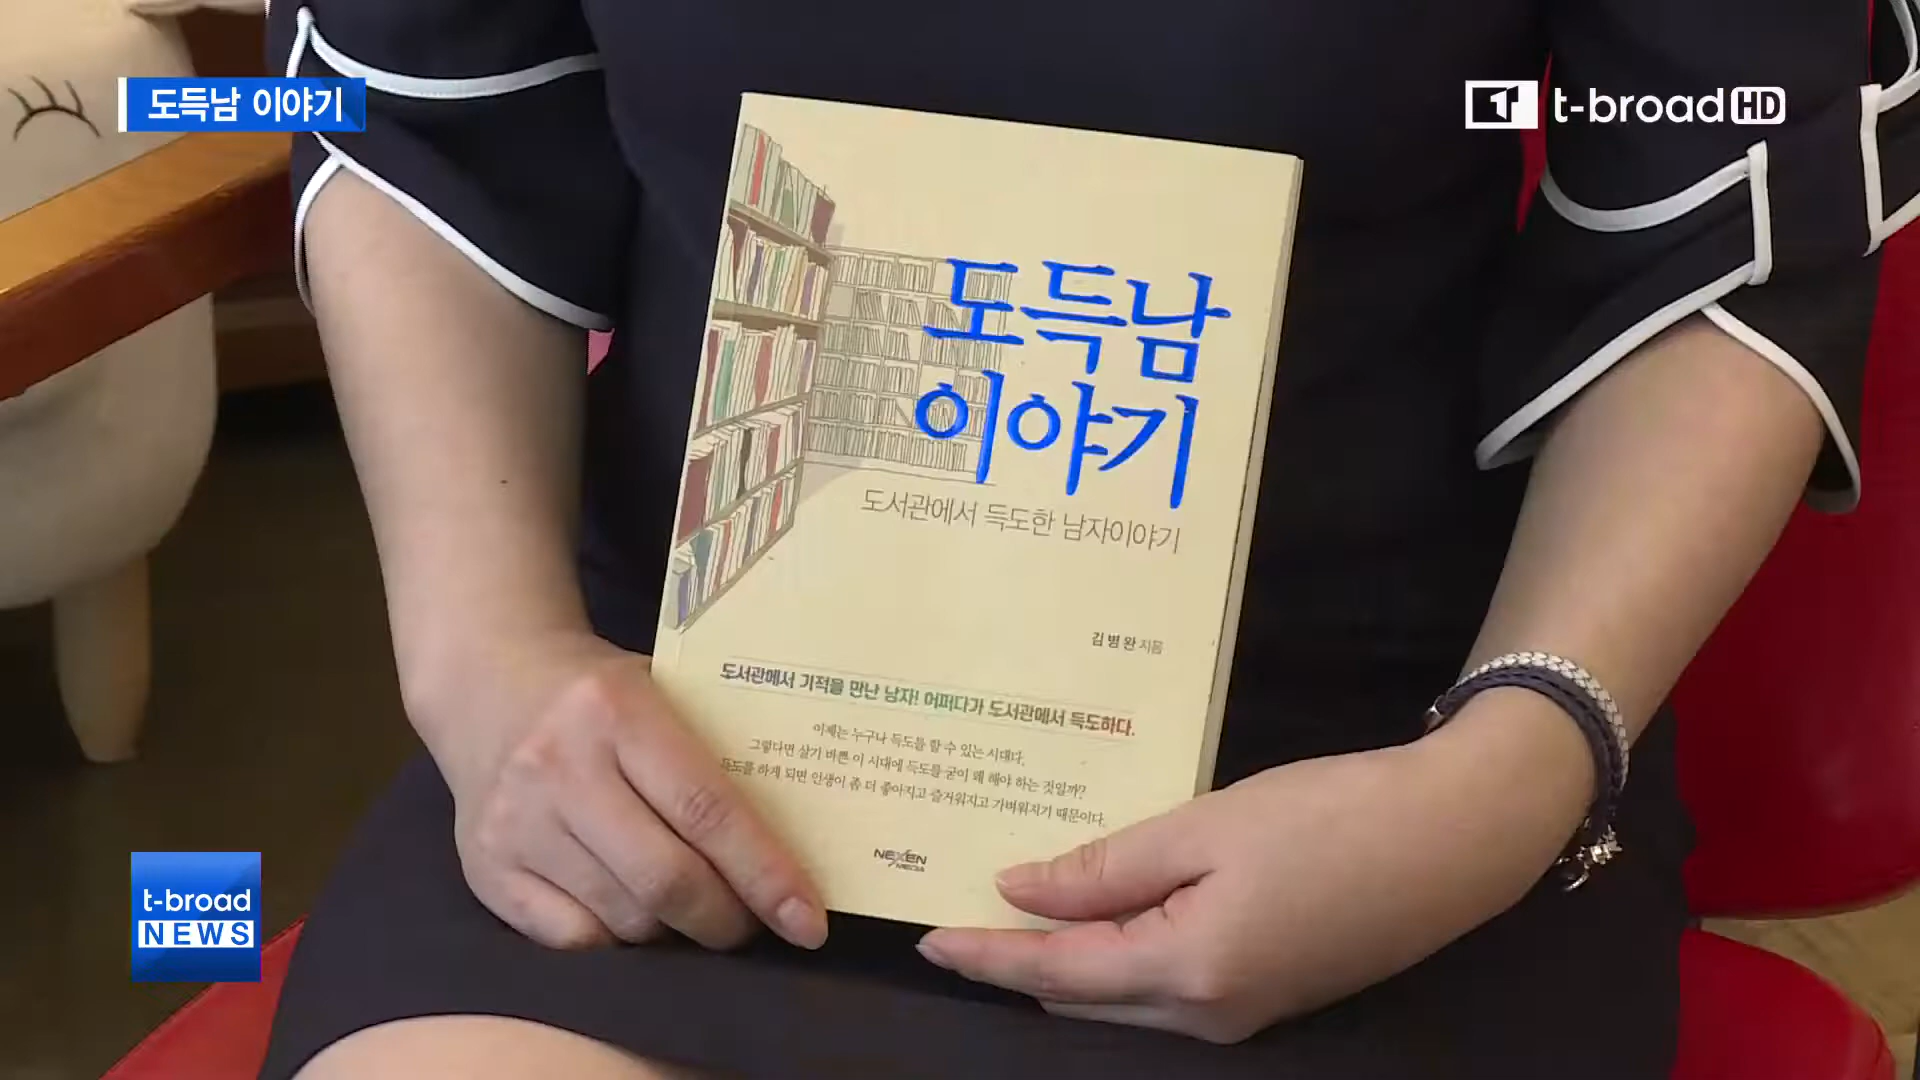 도득남 이야기
t-broad HD
도득남
이야기
도서관에서 득도한 남자이야기
김병완 지음
도서관에서 기적을 만난 남자! 어쩌다가 도서관에서 득도하다.
이제는 누구나 득도를 할 수 있는 시대다.
그렇다면 살기 바쁜 이 시대에 득도를 굳이 왜 해야 하는 것일까?
득도를 하게 되면 인생이 좀 더 좋아지고 즐거워지고 가벼워지기 때문이다.
NEXEN
MEDIA
t-broad
NEWS